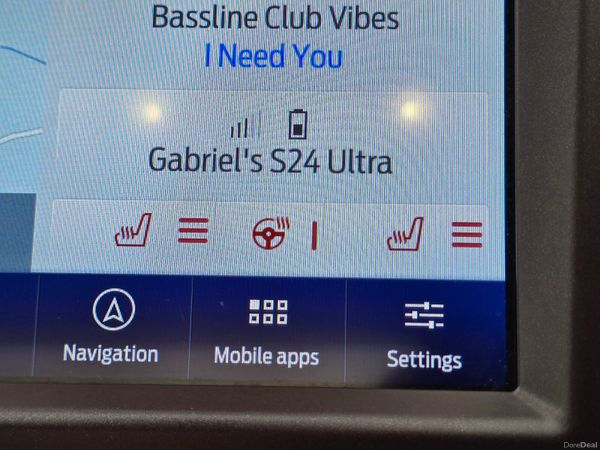 Bassline Club Vibes
I Need You
Gabriel's S24 Ultra
Navigation
Mobile apps
Settings
DoneDeal